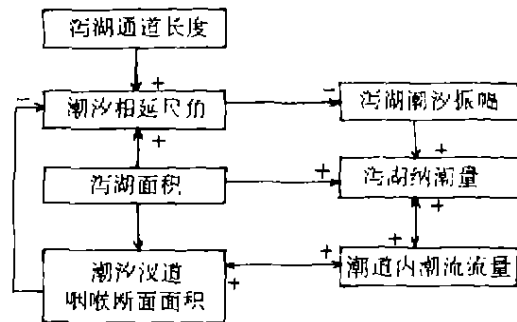 泻湖通道长度
+
−
潮汐相延尺角
−
泻湖潮汐振幅
+
+
泻湖面积
+
泻湖纳潮量
+
+
潮汐汊道
咽喉断面面积
+
+
潮道内潮流流量